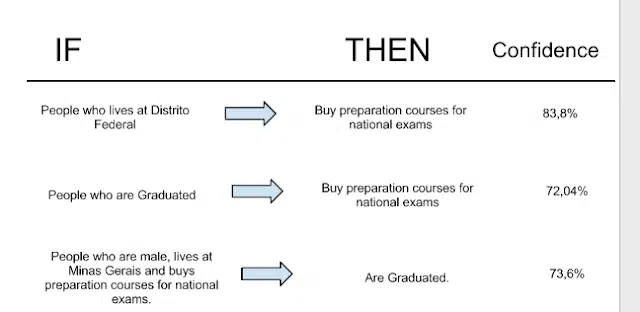 IF THEN Confidence
People who lives at Distrito
Federal
Buy preparation courses for
national exams
83,8%
People who are Graduated
Buy preparation courses for
national exams
72,04%
People who are male, lives at
Minas Gerais and buys
preparation courses for national
exams.
Are Graduated.
73,6%